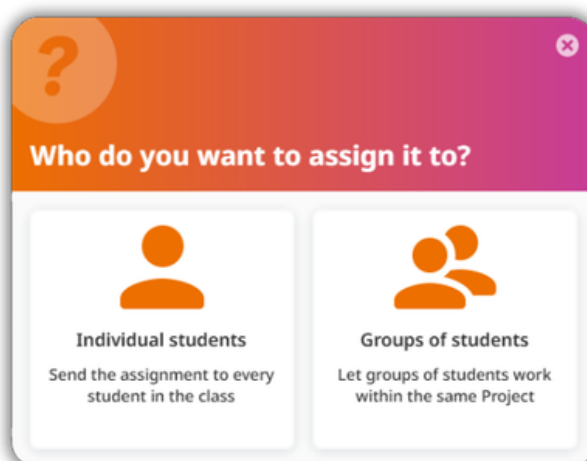 ?
Who do you want to assign it to?
Individual students
Send the assignment to every
student in the class
Groups of students
Let groups of students work
within the same Project